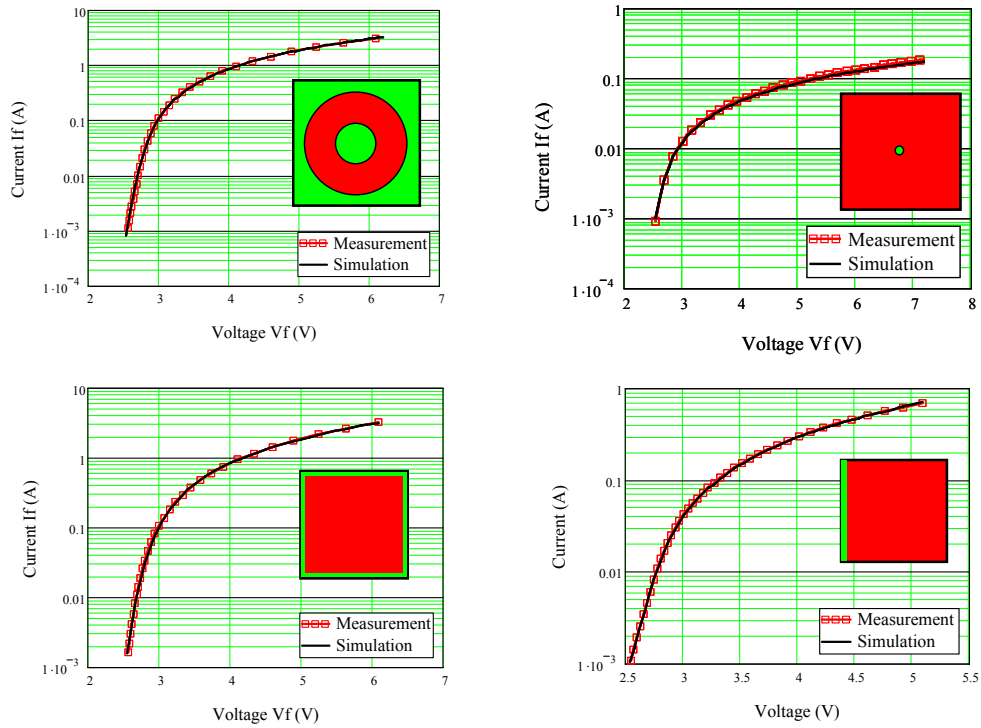 10
1
0.1
0.01
1·10⁻³
1·10⁻⁴
2 3 4 5 6 7
Current If (A)
Voltage Vf (V)
Measurement
Simulation
1
0.1
0.01
1·10⁻³
1·10⁻⁴
2 3 4 5 6 7 8
Current If (A)
Voltage Vf (V)
Measurement
Simulation
10
1
0.1
0.01
1·10⁻³
2 3 4 5 6 7
Current If (A)
Voltage Vf (V)
Measurement
Simulation
1
0.1
0.01
1·10⁻³
2.5 3 3.5 4 4.5 5 5.5
Current (A)
Voltage (V)
Measurement
Simulation